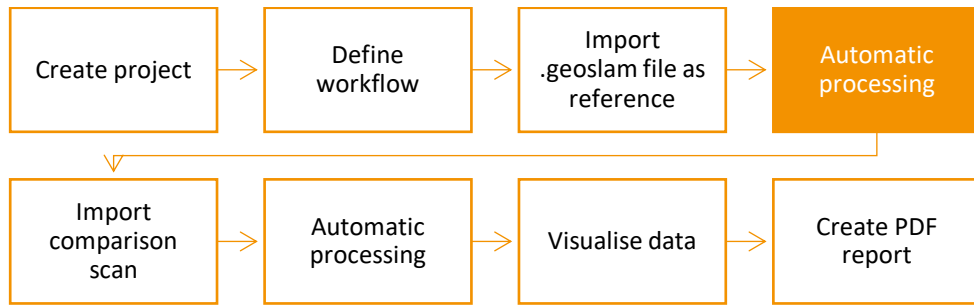 Create project
Define
workflow
Import
.geoslam file as
reference
Automatic
processing
Import
comparison
scan
Automatic
processing
Visualise data
Create PDF
report